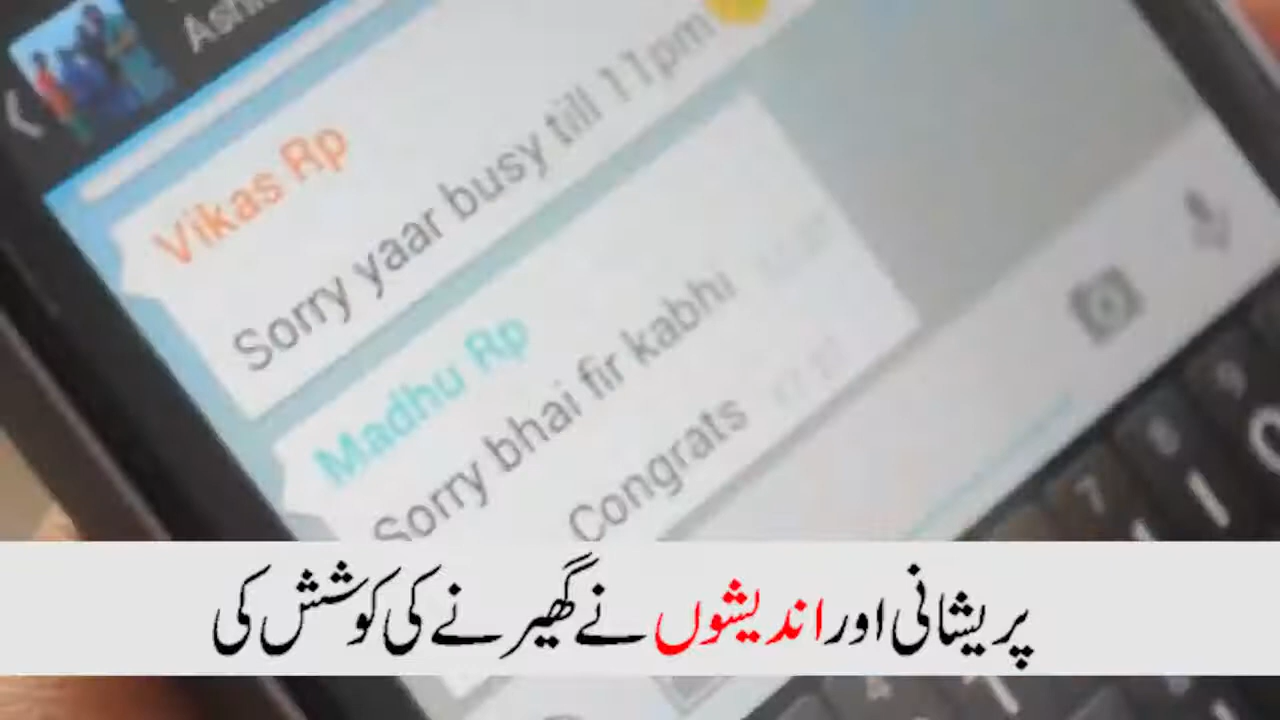 Vikas Rp
Sorry yaar busy till 11pm
Madhu Rp
Sorry bhai fir kabhi
Congrats
پریشانی اور اندیشوں نے گھیرنے کی کوشش کی